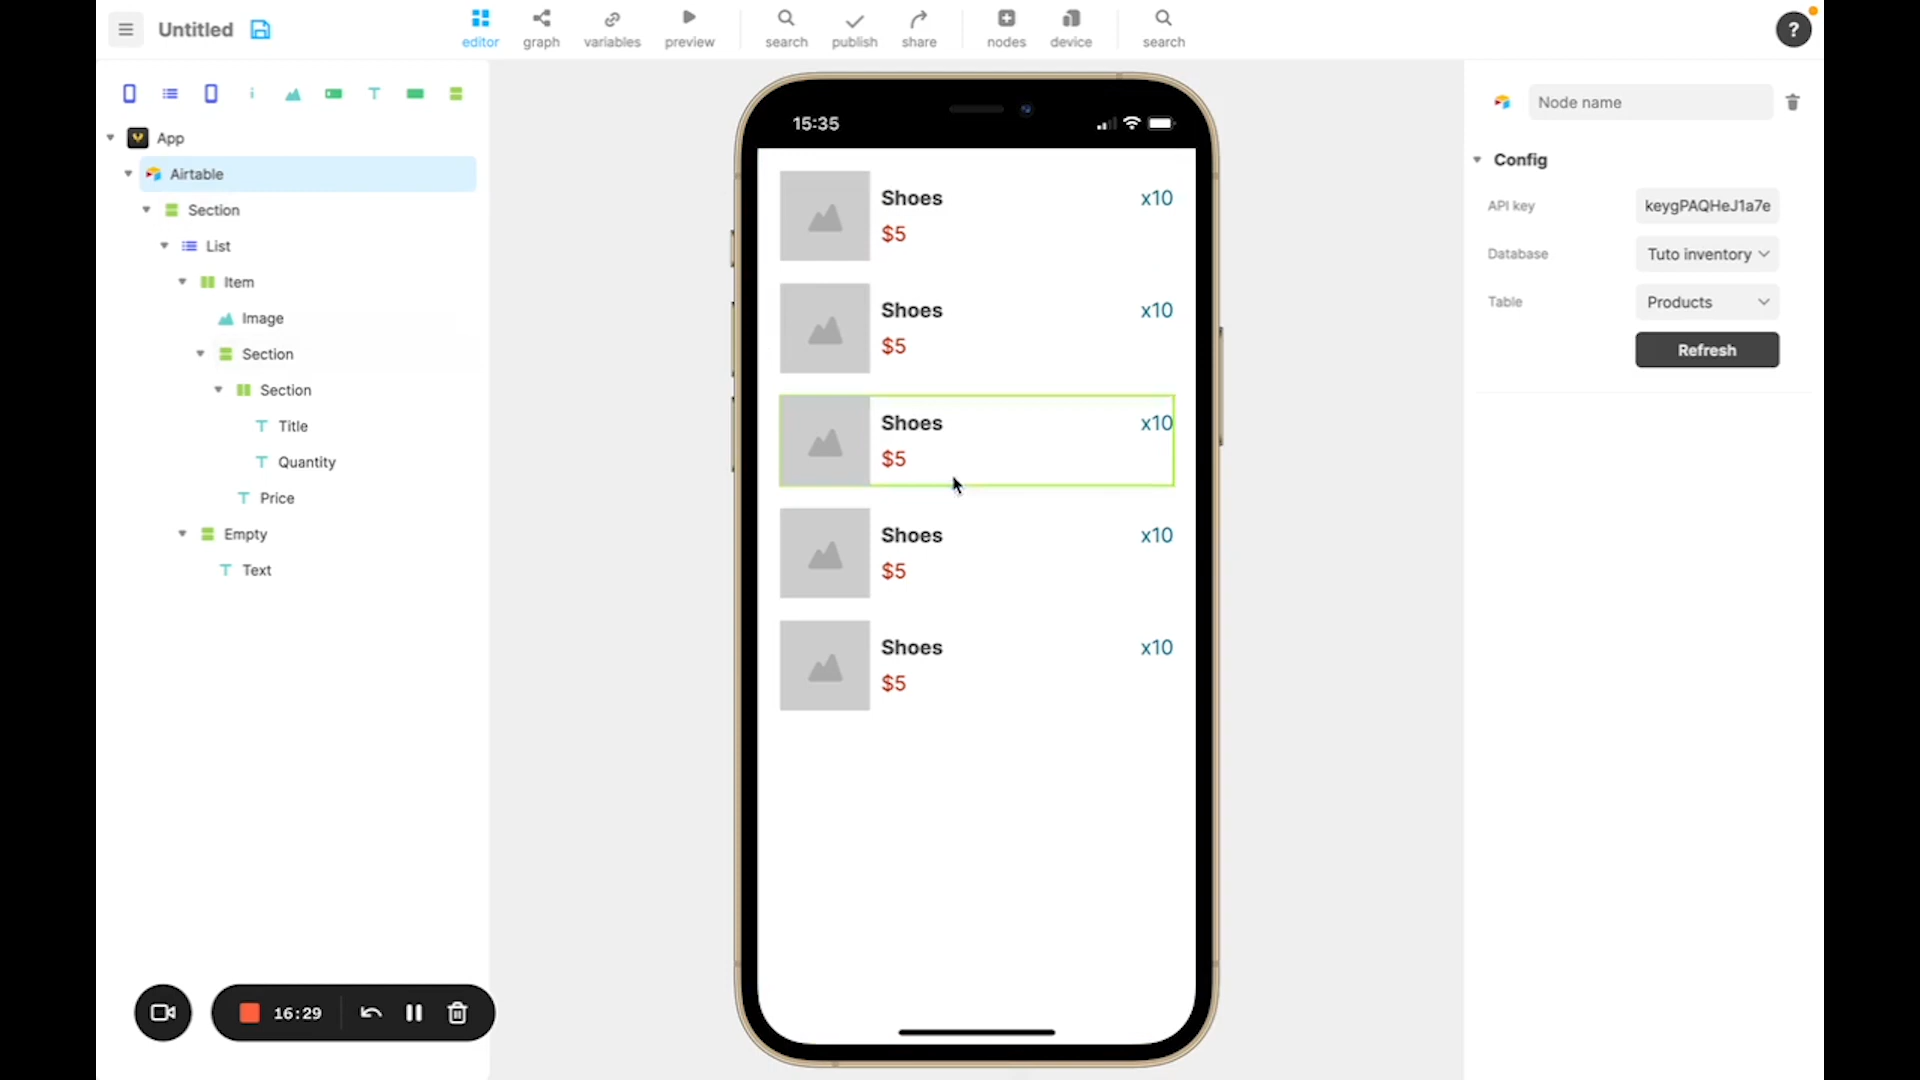 Untitled
editor
graph
variables
preview
search
publish
share
nodes
device
search
?
App
Airtable
Section
List
Item
Image
Section
Section
Title
Quantity
Price
Empty
Text
15:35
Shoes
x10
$5
Shoes
x10
$5
Shoes
x10
$5
Shoes
x10
$5
Shoes
x10
$5
Node name
Config
API key
keygPAQHeJ1a7e
Database
Tuto inventory
Table
Products
Refresh
16:29